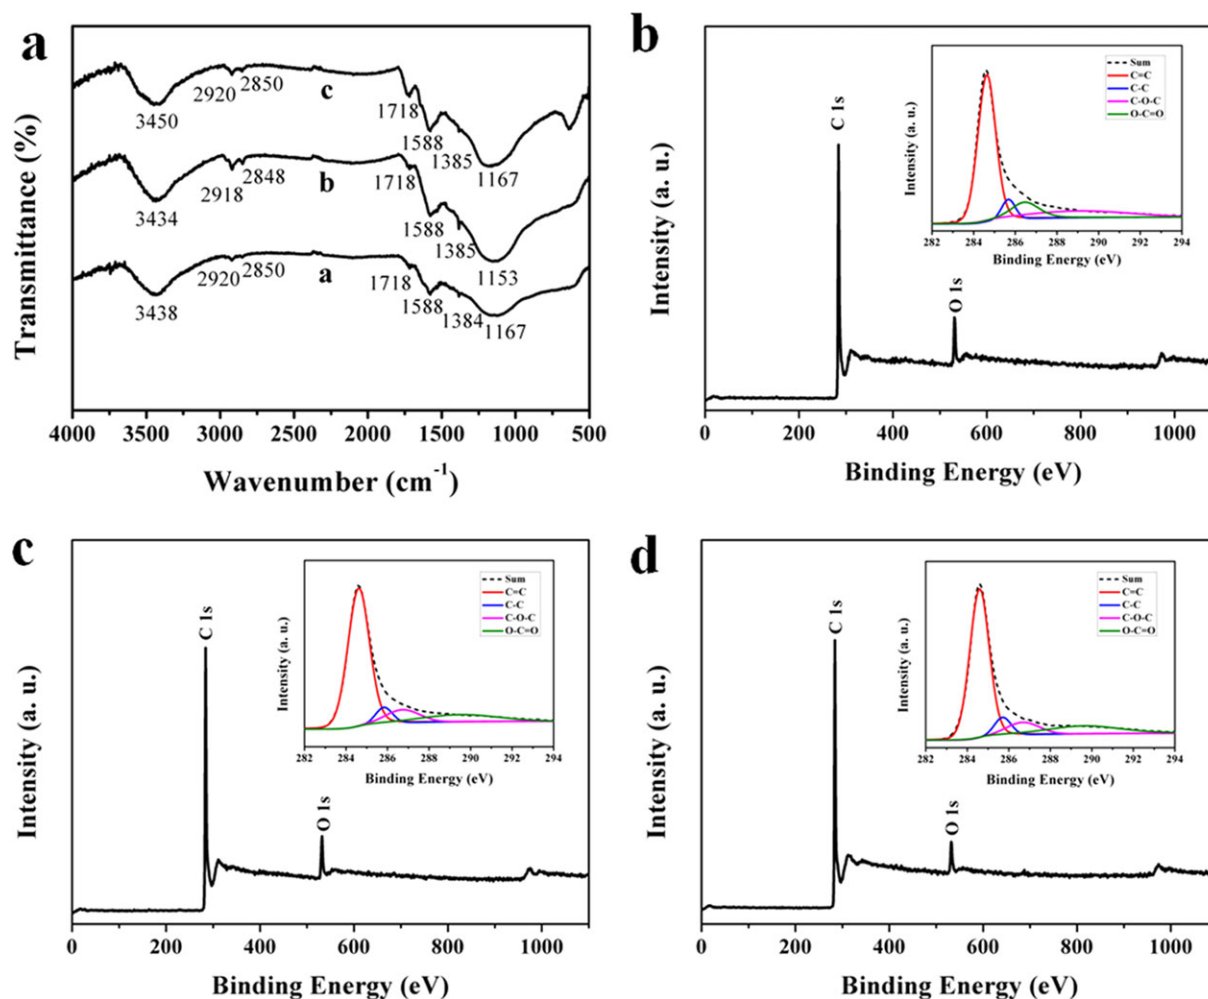 a
Transmittance (%)
2920
2850
c
3450
1718
1588
1385
1167
2918
2848
b
3434
1718
1588
1385
1153
2920
2850
a
3438
1718
1588
1384
1167
4000 3500 3000 2500 2000 1500 1000 500
Wavenumber (cm⁻¹)
b
Intensity (a. u.)
C 1s
O 1s
Intensity (a. u.)
Sum
C=C
C-C
C-O-C
O-C=O
282 284 286 288 290 292 294
Binding Energy (eV)
0 200 400 600 800 1000
Binding Energy (eV)
c
Intensity (a. u.)
C 1s
O 1s
Intensity (a. u.)
Sum
C=C
C-C
C-O-C
O-C=O
282 284 286 288 290 292 294
Binding Energy (eV)
0 200 400 600 800 1000
Binding Energy (eV)
d
Intensity (a. u.)
C 1s
O 1s
Intensity (a. u.)
Sum
C=C
C-C
C-O-C
O-C=O
282 284 286 288 290 292 294
Binding Energy (eV)
0 200 400 600 800 1000
Binding Energy (eV)